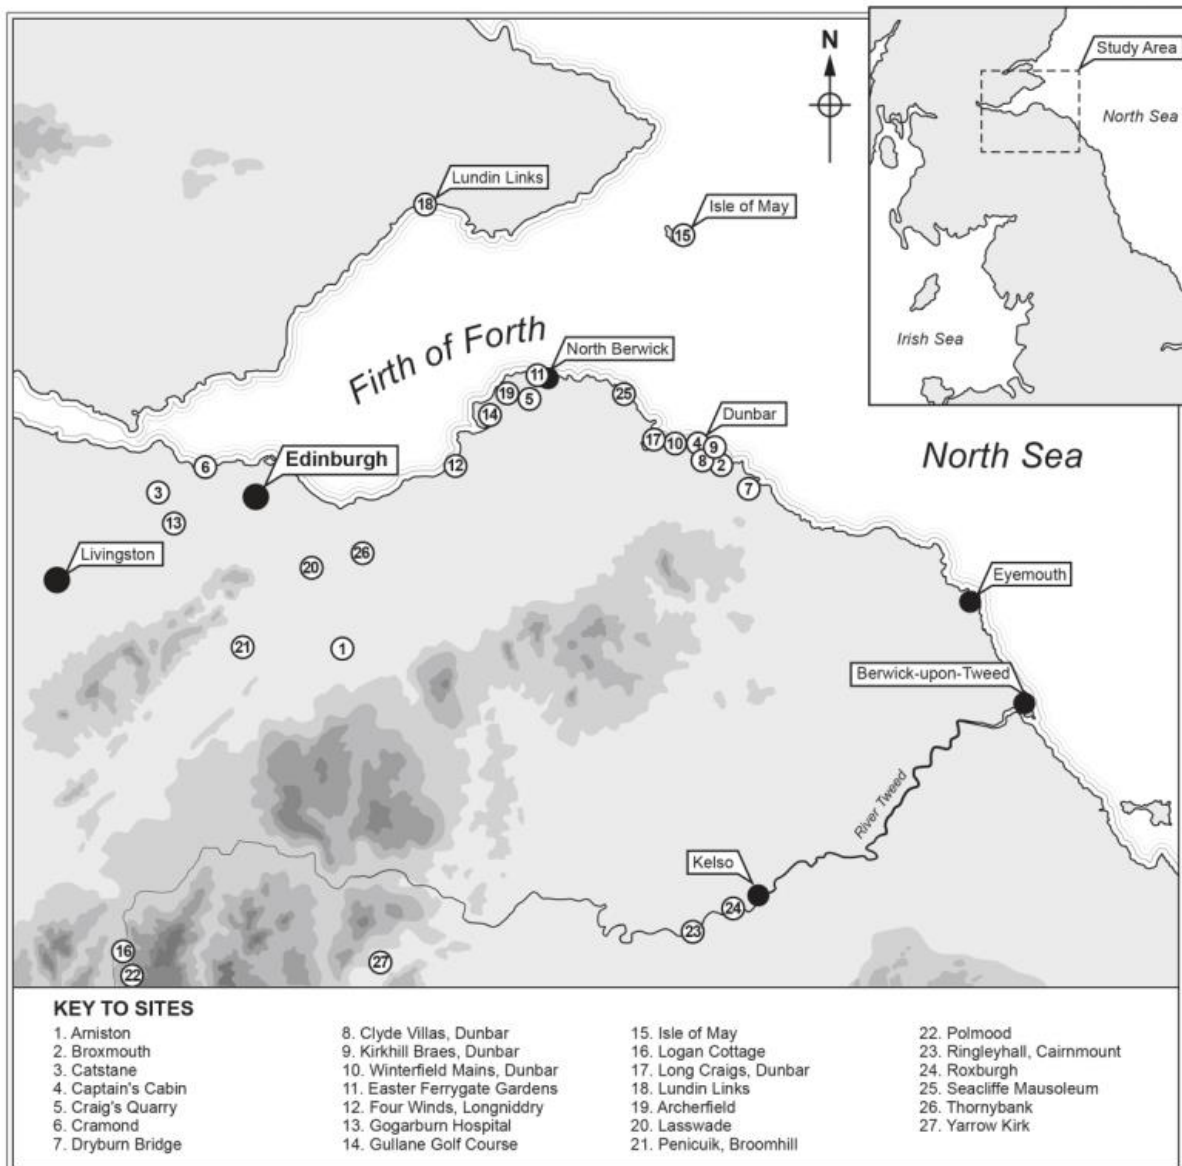 N
Study Area
North Sea
Irish Sea
Lundin Links
18
Isle of May
15
Firth of Forth
North Berwick
11
19
5
14
25
Dunbar
17
10
4
9
8
2
12
7
North Sea
6
Edinburgh
3
13
Livingston
20
26
21
1
Eyemouth
Berwick-upon-Tweed
River Tweed
Kelso
24
23
16
22
27
KEY TO SITES
1. Arniston
2. Broxmouth
3. Catstane
4. Captain's Cabin
5. Craig's Quarry
6. Cramond
7. Dryburn Bridge
8. Clyde Villas, Dunbar
9. Kirkhill Braes, Dunbar
10. Winterfield Mains, Dunbar
11. Easter Ferrygate Gardens
12. Four Winds, Longniddry
13. Gogarburn Hospital
14. Gullane Golf Course
15. Isle of May
16. Logan Cottage
17. Long Craigs, Dunbar
18. Lundin Links
19. Archerfield
20. Lasswade
21. Penicuik, Broomhill
22. Polmood
23. Ringleyhall, Cairnmount
24. Roxburgh
25. Seacliffe Mausoleum
26. Thornybank
27. Yarrow Kirk